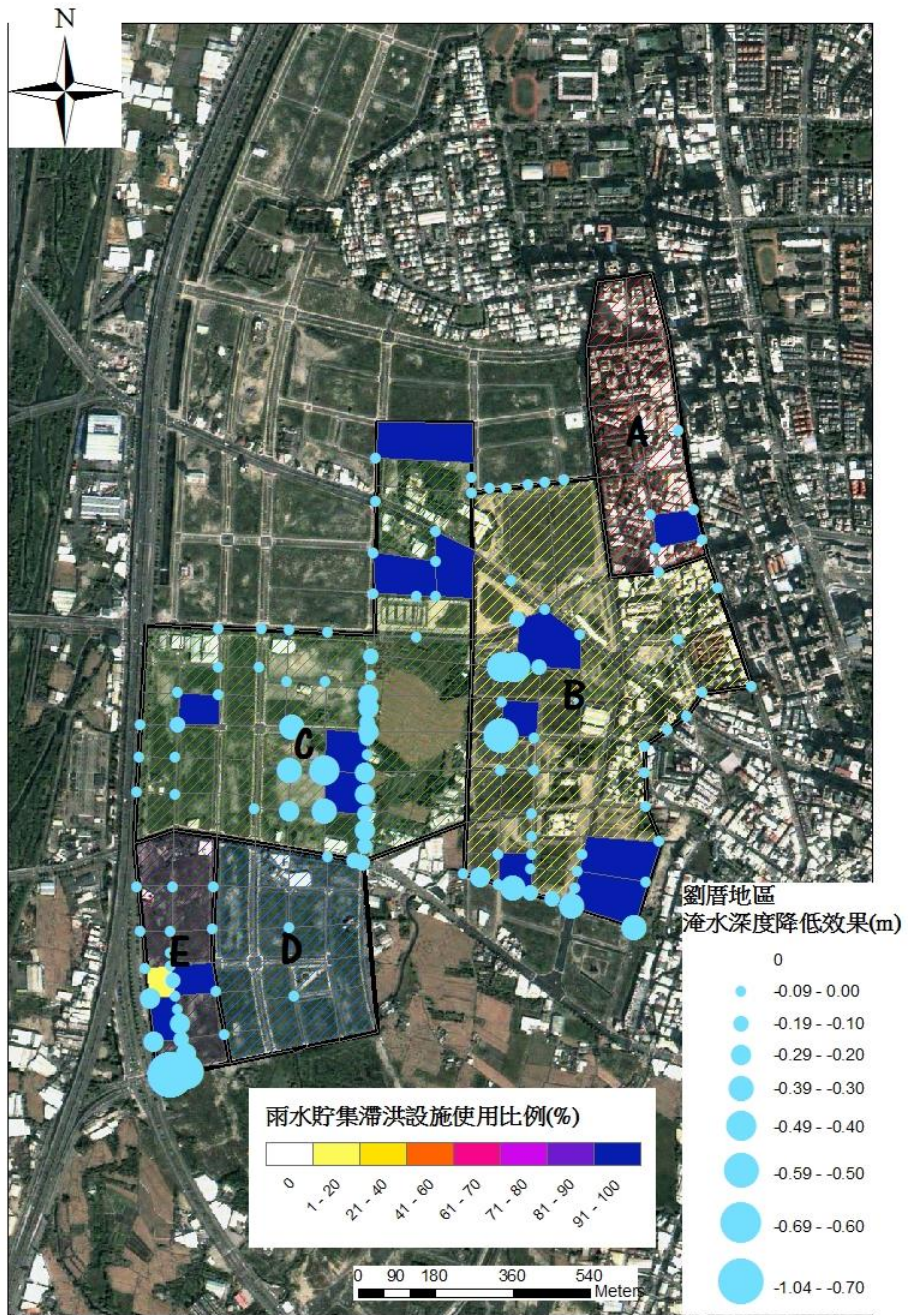 N
A
B
C
D
E
劉厝地區
淹水深度降低效果(m)
0
-0.09 - 0.00
-0.19 - -0.10
-0.29 - -0.20
-0.39 - -0.30
-0.49 - -0.40
-0.59 - -0.50
-0.69 - -0.60
-1.04 - -0.70
雨水貯集滯洪設施使用比例(%)
0
1 - 20
21 - 40
41 - 60
61 - 70
71 - 80
81 - 90
91 - 100
0 90 180 360 540
Meters